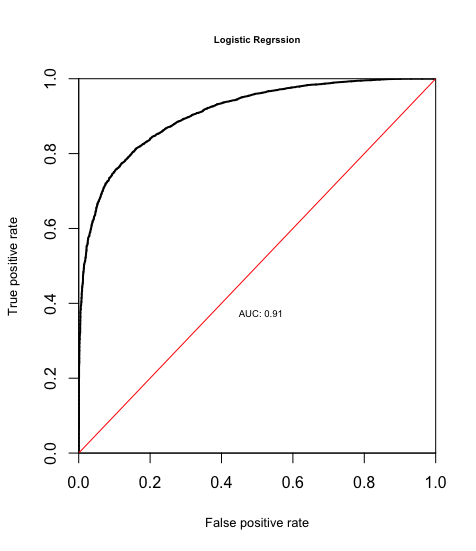 Logistic Regrssion
True positive rate
1.0
0.8
0.6
0.4
0.2
0.0
AUC: 0.91
0.0 0.2 0.4 0.6 0.8 1.0
False positive rate